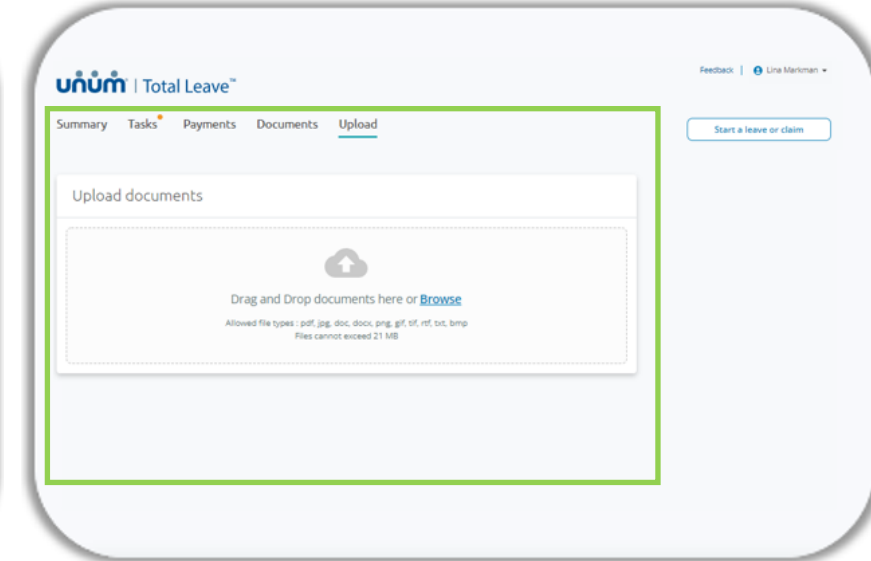 unum | Total Leave™
Feedback | Lina Markman
Summary Tasks Payments Documents Upload
Start a leave or claim
Upload documents
Drag and Drop documents here or Browse
Allowed file types : pdf, jpg, doc, docx, png, gif, tif, rtf, txt, bmp
Files cannot exceed 21 MB